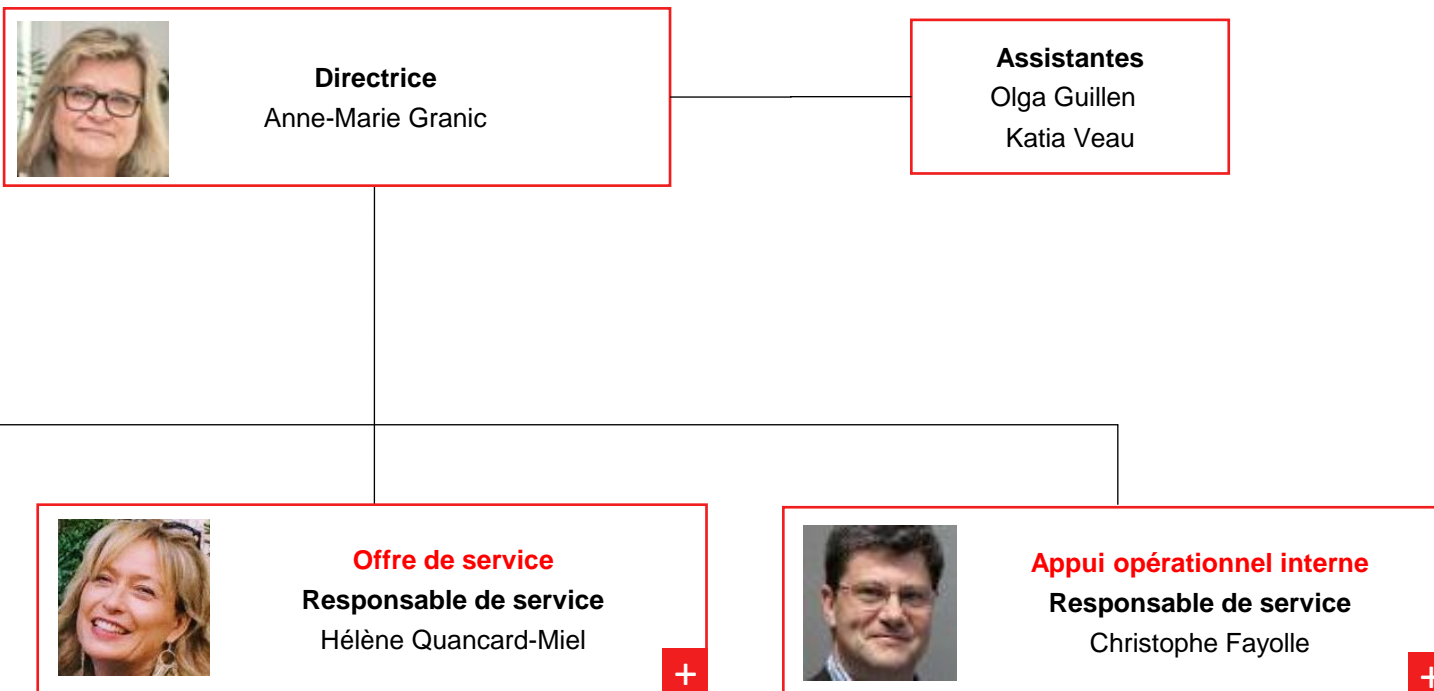 Directrice
Anne-Marie Granic
Assistantes
Olga Guillen
Katia Veau
Offre de service
Responsable de service
Hélène Quancard-Miel
+
Appui opérationnel interne
Responsable de service
Christophe Fayolle
+